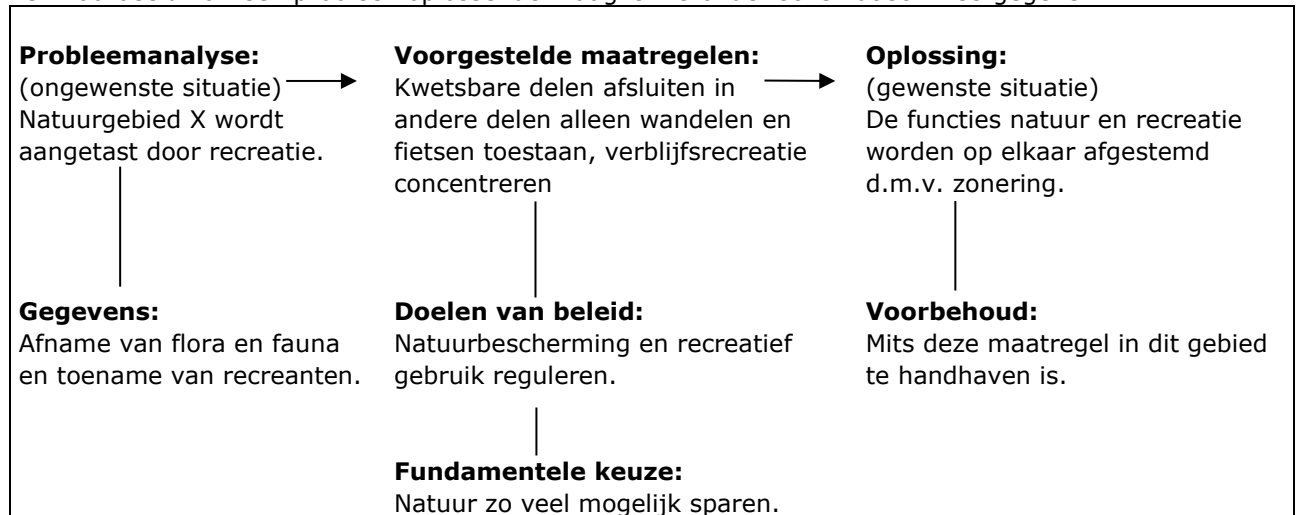 Probleemanalyse:
(ongewenste situatie)
Natuurgebied X wordt
aangetast door recreatie.
Voorgestelde maatregelen:
Kwetsbare delen afsluiten in
andere delen alleen wandelen en
fietsen toestaan, verblijfsrecreatie
concentreren
Oplossing:
(gewenste situatie)
De functies natuur en recreatie
worden op elkaar afgestemd
d.m.v. zonering.
Gegevens:
Afname van flora en fauna
en toename van recreanten.
Doelen van beleid:
Natuurbescherming en recreatief
gebruik reguleren.
Voorbehoud:
Mits deze maatregel in dit gebied
te handhaven is.
Fundamentele keuze:
Natuur zo veel mogelijk sparen.